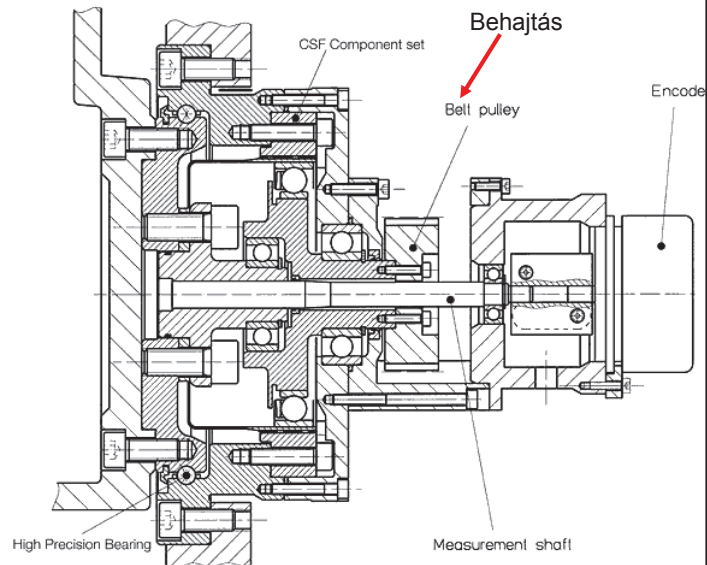 Behajtás
CSF Component set
Belt pulley
Encode
High Precision Bearing
Measurement shaft